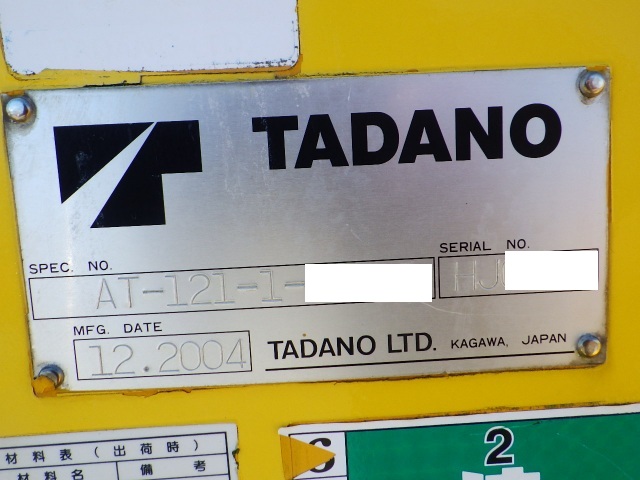 TADANO
SPEC. NO.
AT-121-1-
SERIAL NO.
HJ
MFG. DATE
12.2004
TADANO LTD. KAGAWA, JAPAN
材料表(出荷時)
材料名 備考
6
2